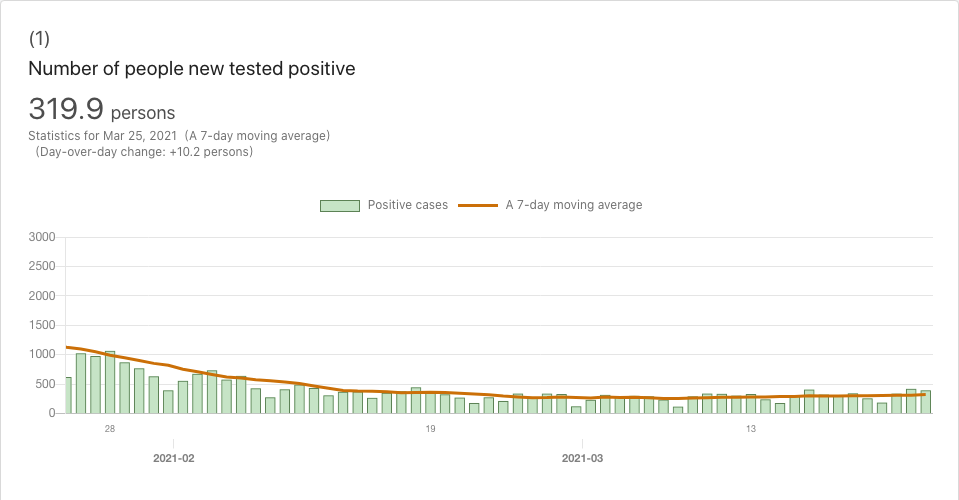 (1)
Number of people new tested positive
319.9 persons
Statistics for Mar 25, 2021 (A 7-day moving average)
(Day-over-day change: +10.2 persons)
Positive cases A 7-day moving average
3000
2500
2000
1500
1000
500
0
28 19 13
2021-02 2021-03